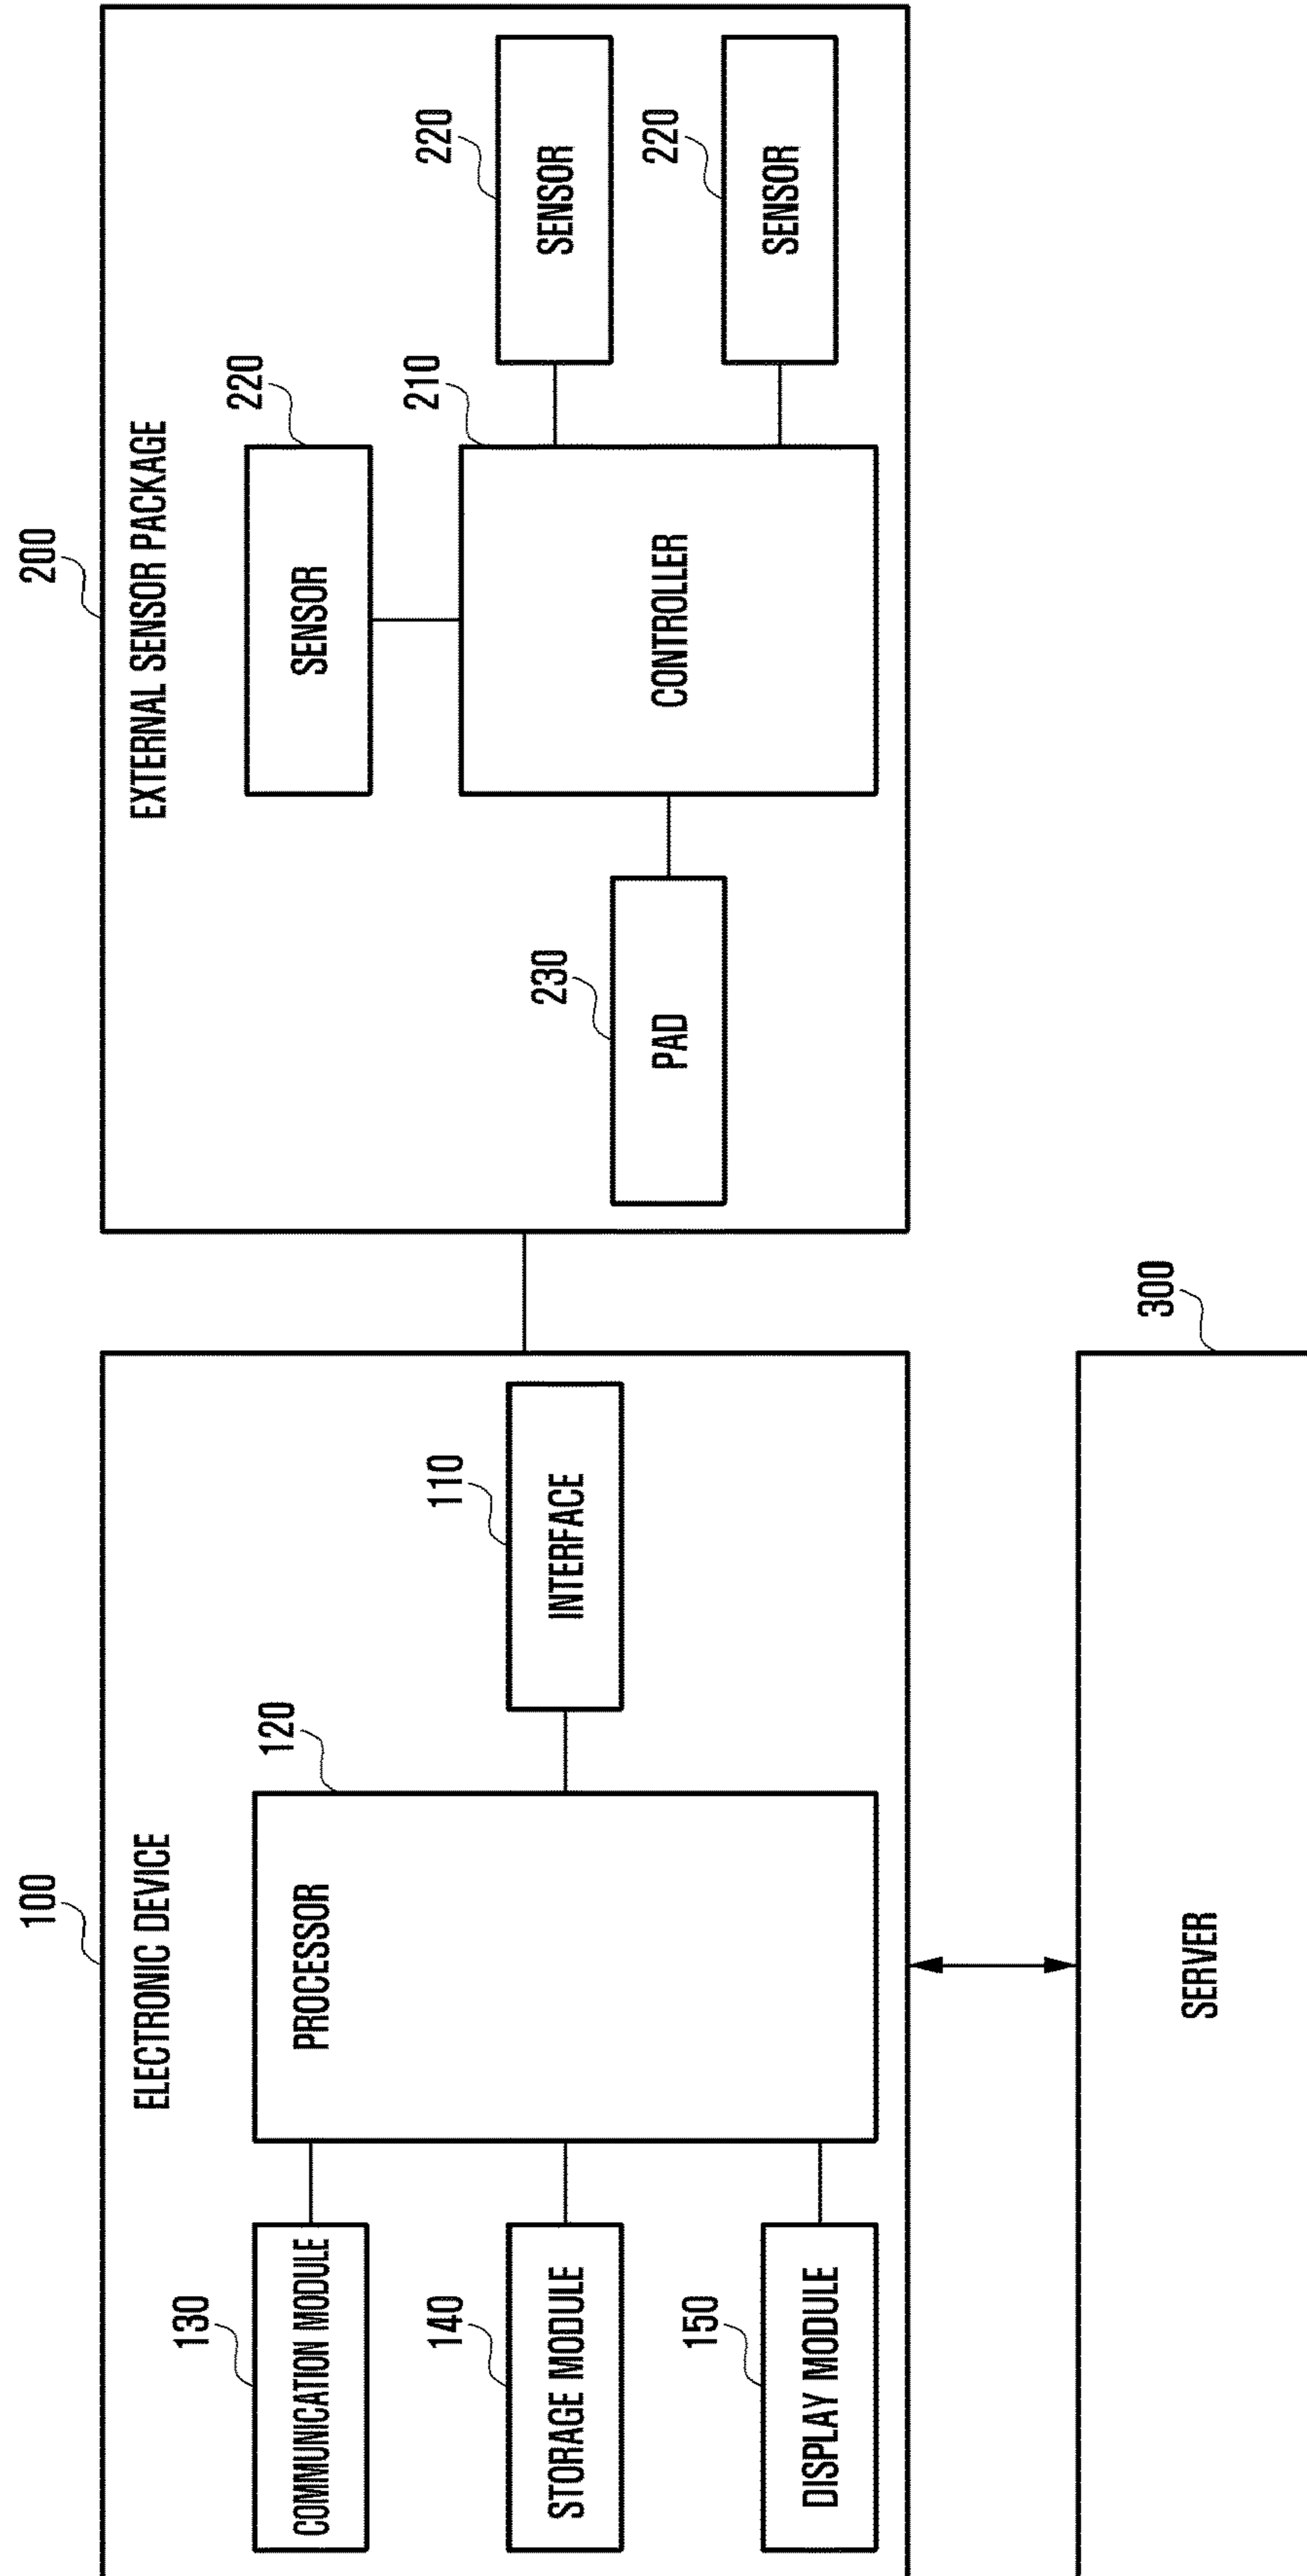 100
ELECTRONIC DEVICE
130
COMMUNICATION MODULE
140
STORAGE MODULE
150
DISPLAY MODULE
120
PROCESSOR
110
INTERFACE
200
EXTERNAL SENSOR PACKAGE
230
PAD
220
SENSOR
210
CONTROLLER
220
SENSOR
220
SENSOR
300
SERVER